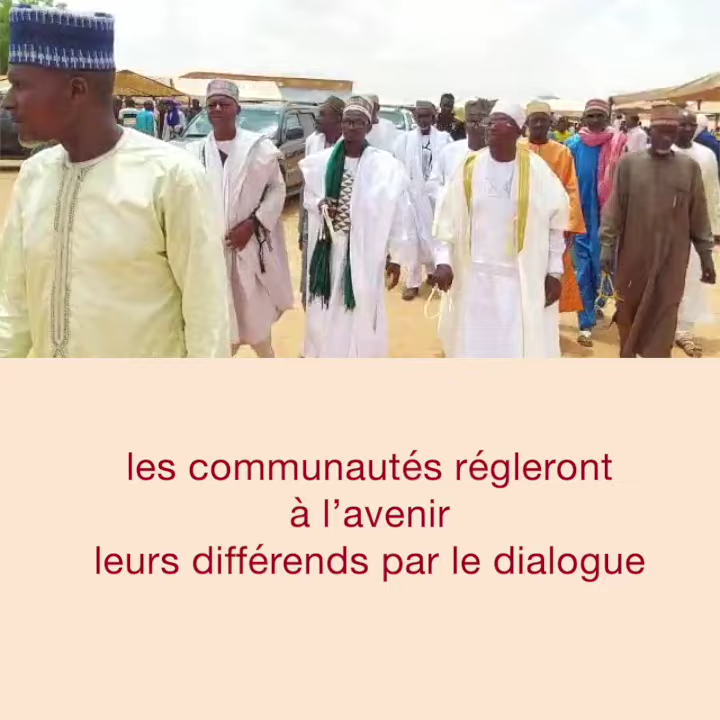 les communautés régleront
à l’avenir
leurs différends par le dialogue